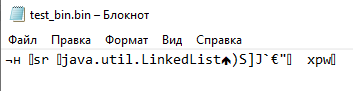 test_bin.bin – Блокнот
Файл Правка Формат Вид Справка
¬н ▯sr ▯java.util.LinkedList♠)S]J`€"▯ xpw▯